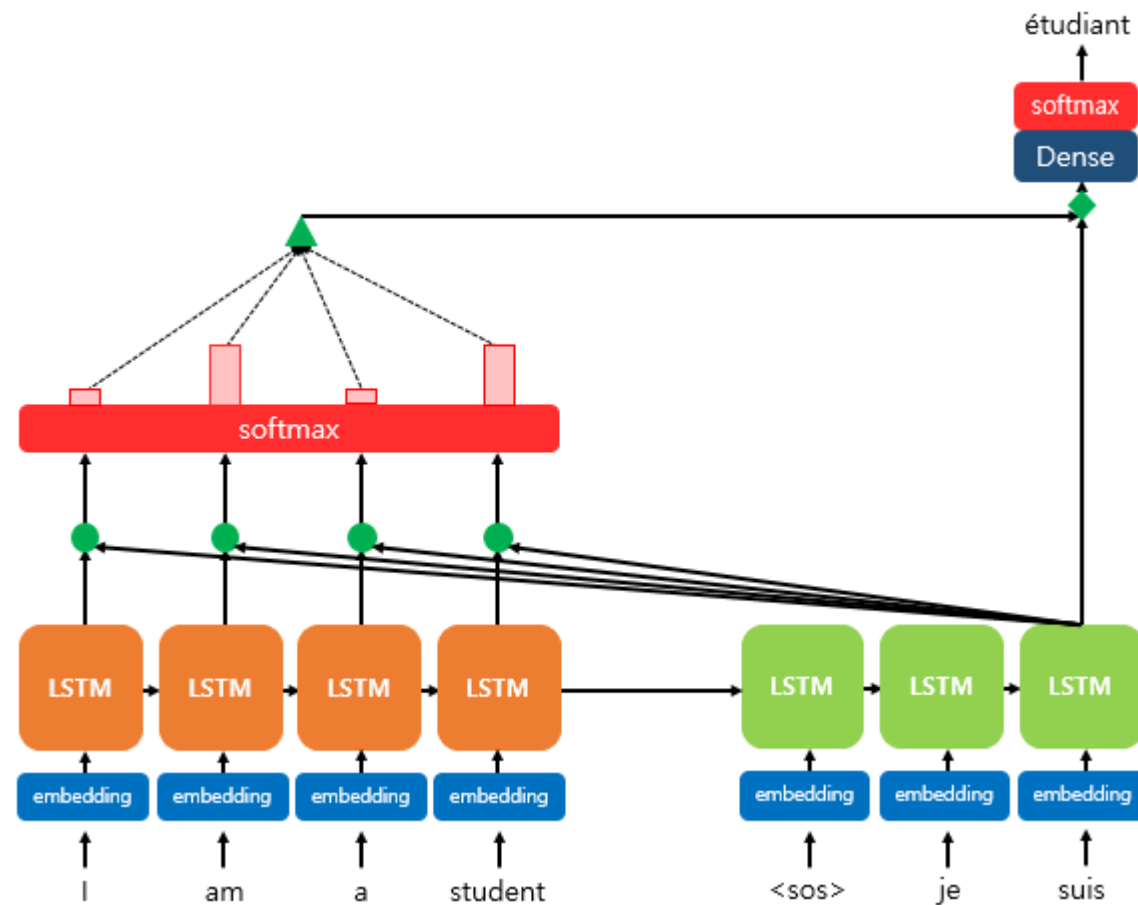 étudiant
softmax
Dense
softmax
LSTM LSTM LSTM LSTM LSTM LSTM LSTM
embedding embedding embedding embedding embedding embedding embedding
I am a student <sos> je suis